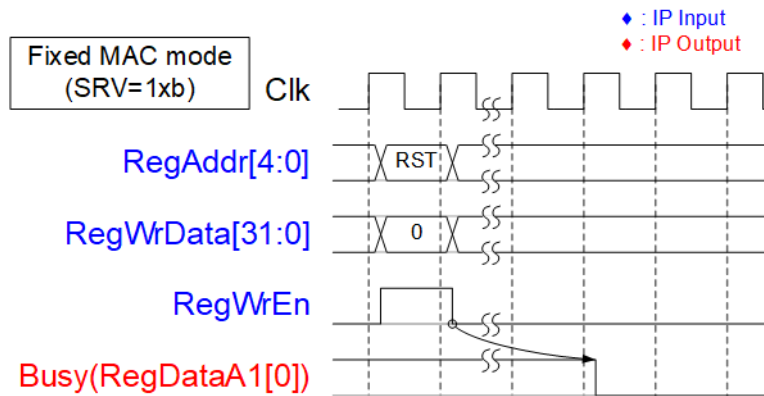 ♦ : IP Input
♦ : IP Output
Fixed MAC mode
(SRV=1xb)
Clk
RegAddr[4:0]
RST
RegWrData[31:0]
0
RegWrEn
Busy(RegDataA1[0])